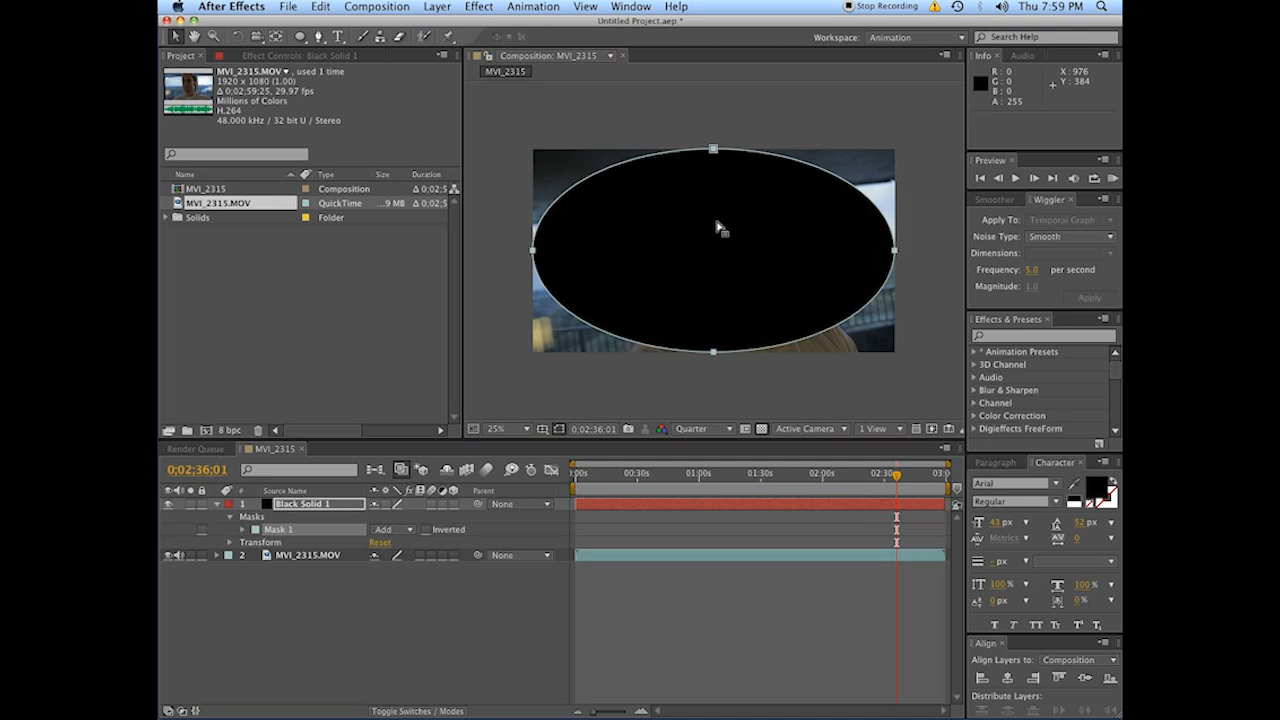 After Effects File Edit Composition Layer Effect Animation View Window Help Stop Recording Thu 7:59 PM
Untitled Project.aep *
Workspace: Animation Search Help
Project × Effect Controls: Black Solid 1 Composition: MVI_2315 × Info × Audio
MVI_2315
MVI_2315.MOV ▼, used 1 time
1920 x 1080 (1.00)
Δ 0;02;59;25, 29.97 fps
Millions of Colors
H.264
48.000 kHz / 32 bit U / Stereo
R : 0 X : 976
G : 0 Y : 384
B : 0
A : 255
Preview ×
Name Type Size Duration
MVI_2315 Composition Δ 0;02;5
MVI_2315.MOV QuickTime ...9 MB Δ 0;02;5
Solids Folder
Smoother Wiggler ×
Apply To: Temporal Graph
Noise Type: Smooth
Dimensions:
Frequency: 5.0 per second
Magnitude: 1.0
Apply
Effects & Presets ×
* Animation Presets
3D Channel
Audio
Blur & Sharpen
Channel
Color Correction
Digieffects FreeForm
8 bpc 25% 0;02;36;01 Quarter Active Camera 1 View
Render Queue MVI_2315 ×
0;02;36;01 :00s 00:30s 01:00s 01:30s 02:00s 02:30s 03:0
# Source Name Parent
1 Black Solid 1 None
Masks
Mask 1 Add Inverted
Transform Reset
2 MVI_2315.MOV None
Toggle Switches / Modes
Paragraph Character ×
Arial
Regular
43 px 52 px
Metrics 0
- px
100% 100%
0 px 0%
T T TT Tт T¹ T₁
Align ×
Align Layers to: Composition
Distribute Layers: